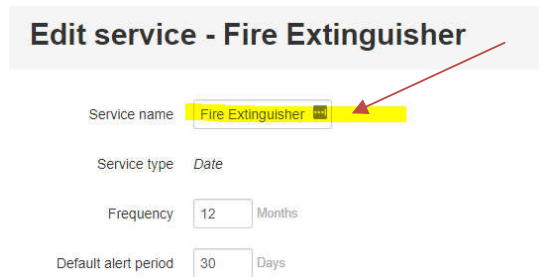 Edit service - Fire Extinguisher
Service name Fire Extinguisher
Service type Date
Frequency 12 Months
Default alert period 30 Days